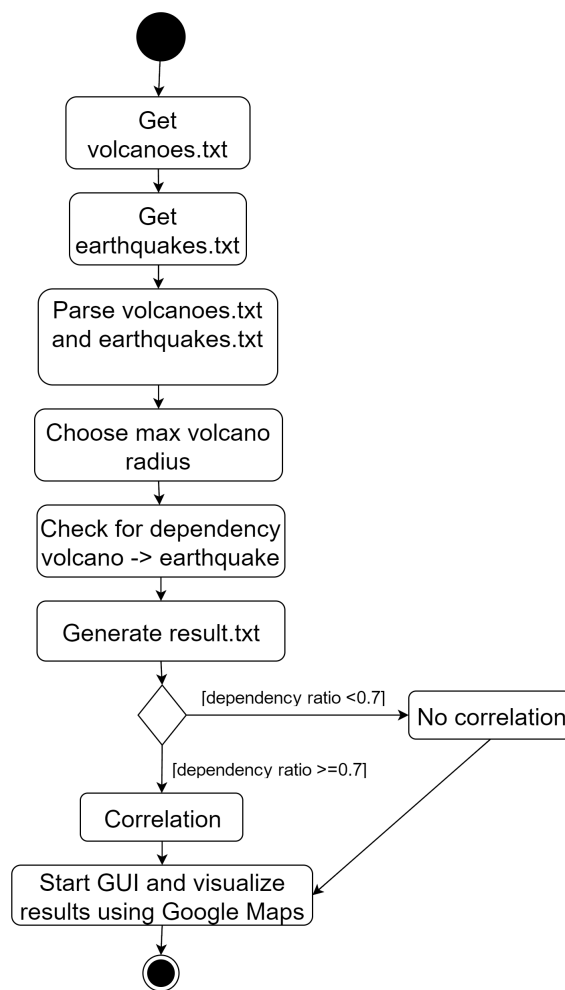 Get
volcanoes.txt
Get
earthquakes.txt
Parse volcanoes.txt
and earthquakes.txt
Choose max volcano
radius
Check for dependency
volcano -> earthquake
Generate result.txt
[dependency ratio <0.7]
No correlation
[dependency ratio >=0.7]
Correlation
Start GUI and visualize
results using Google Maps